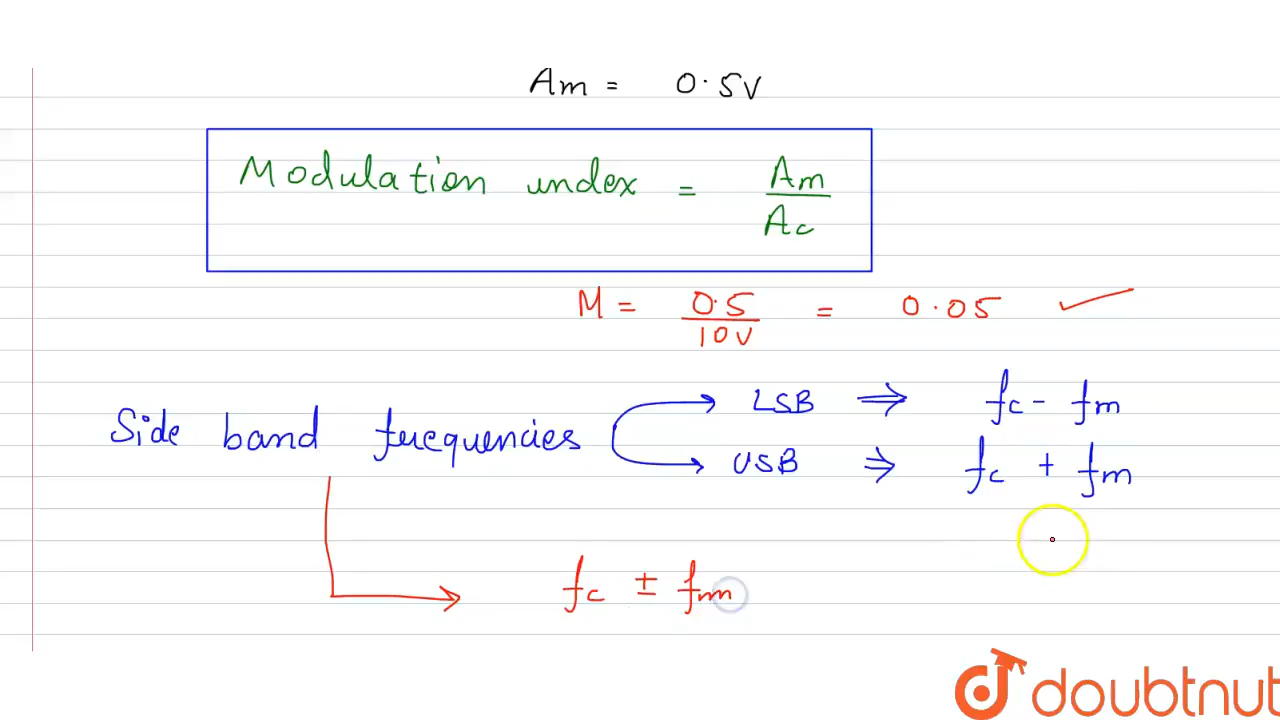 Am = 0.5V
Modulation index = Am/Ac
M = 0.5/10V = 0.05 ✓
Side band frequencies
LSB ⇒ fc - fm
USB ⇒ fc + fm
fc ± fm
doubtnut